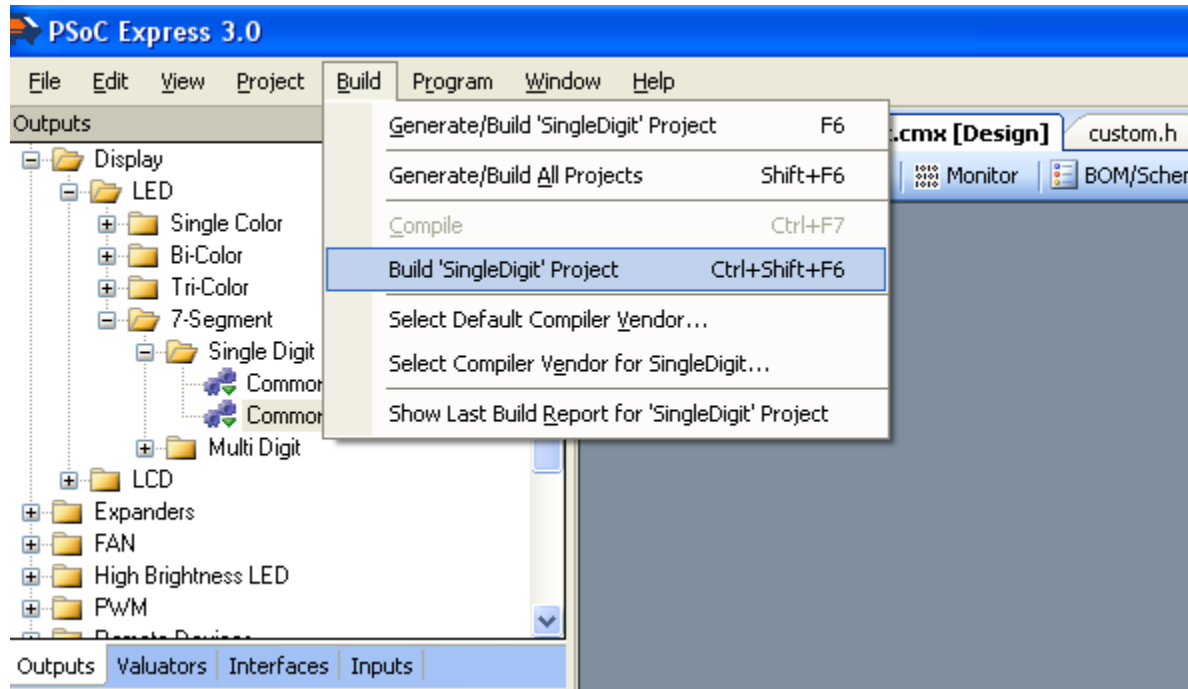 PSoC Express 3.0
File Edit View Project Build Program Window Help
Outputs
Generate/Build 'SingleDigit' Project F6
.cmx [Design] custom.h
Display
Generate/Build All Projects Shift+F6
Monitor BOM/Scher
LED
Single Color
Compile Ctrl+F7
Bi-Color
Build 'SingleDigit' Project Ctrl+Shift+F6
Tri-Color
7-Segment
Select Default Compiler Vendor...
Single Digit
Select Compiler Vendor for SingleDigit...
Common
Common
Show Last Build Report for 'SingleDigit' Project
Multi Digit
LCD
Expanders
FAN
High Brightness LED
PWM
Outputs Valuators Interfaces Inputs